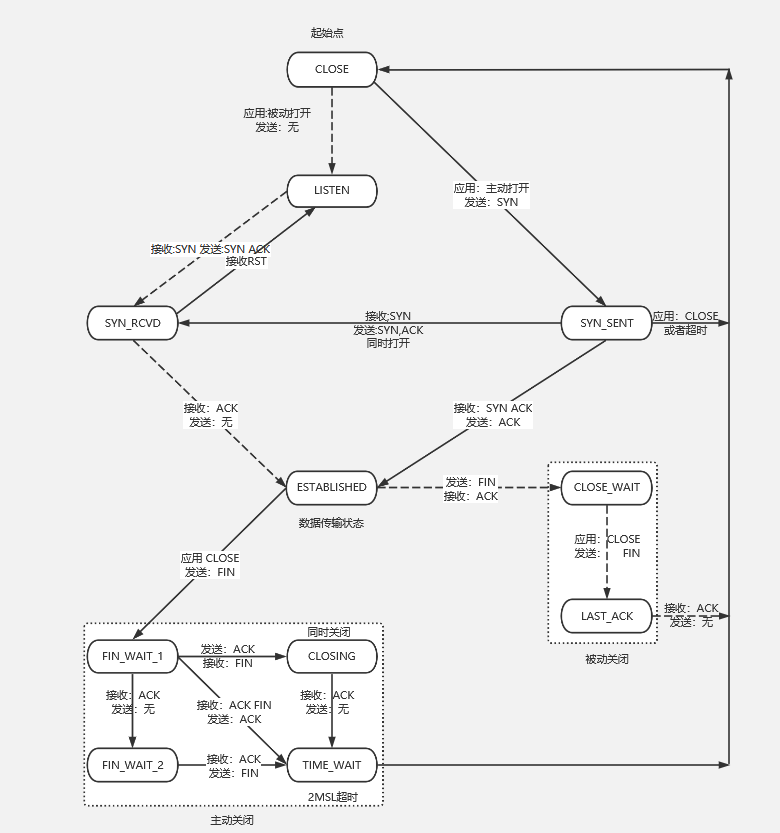 起始点
CLOSE
应用:被动打开
发送：无
LISTEN
应用：主动打开
发送：SYN
接收:SYN 发送:SYN ACK
接收RST
SYN_RCVD
接收;SYN
发送:SYN,ACK
同时打开
SYN_SENT
应用：CLOSE
或者超时
接收：ACK
发送：无
接收：SYN ACK
发送：ACK
ESTABLISHED
数据传输状态
发送：FIN
接收：ACK
CLOSE_WAIT
应用：CLOSE
发送： FIN
LAST_ACK
接收：ACK
发送：无
被动关闭
应用 CLOSE
发送：FIN
同时关闭
FIN_WAIT_1
发送：ACK
接收：FIN
CLOSING
接收：ACK
发送：无
接收：ACK FIN
发送：ACK
接收：ACK
发送：无
FIN_WAIT_2
接收：ACK
发送：FIN
TIME_WAIT
2MSL超时
主动关闭